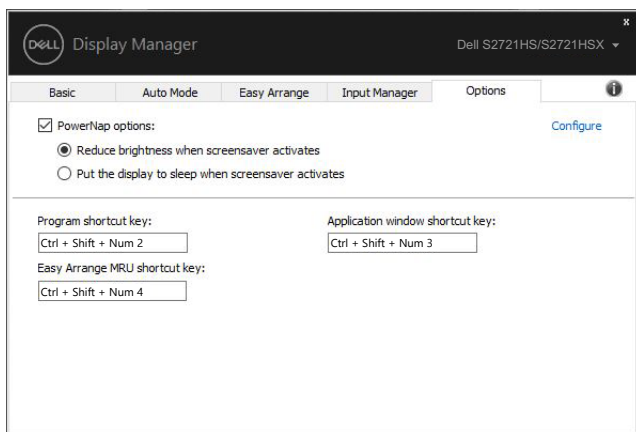 x
DELL Display Manager Dell S2721HS/S2721HSX
Basic Auto Mode Easy Arrange Input Manager Options
PowerNap options: Configure
Reduce brightness when screensaver activates
Put the display to sleep when screensaver activates
Program shortcut key: Application window shortcut key:
Ctrl + Shift + Num 2 Ctrl + Shift + Num 3
Easy Arrange MRU shortcut key:
Ctrl + Shift + Num 4